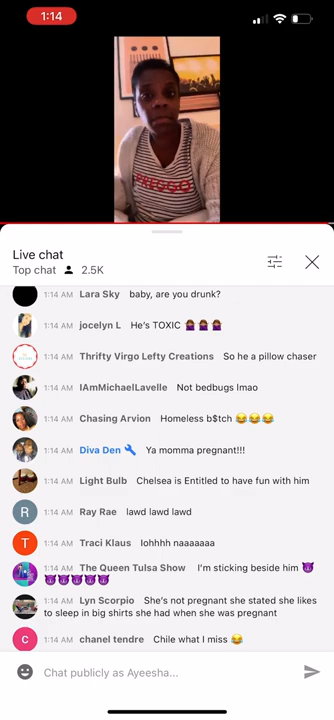 1:14
PREGGO
Live chat
Top chat 2.5K
1:14 AM Lara Sky baby, are you drunk?
1:14 AM jocelyn L He's TOXIC 🤦🏾‍♀️🤦🏾‍♀️🤦🏾‍♀️
1:14 AM Thrifty Virgo Lefty Creations So he a pillow chaser
1:14 AM IAmMichaelLavelle Not bedbugs lmao
1:14 AM Chasing Arvion Homeless b$tch 😂😂😂
1:14 AM Diva Den Ya momma pregnant!!!
1:14 AM Light Bulb Chelsea is Entitled to have fun with him
R 1:14 AM Ray Rae lawd lawd lawd
T 1:14 AM Traci Klaus Iohhhh naaaaaaa
1:14 AM The Queen Tulsa Show I'm sticking beside him 😈
😈😈😈😈😈
1:14 AM Lyn Scorpio She's not pregnant she stated she likes
to sleep in big shirts she had when she was pregnant
C 1:14 AM chanel tendre Chile what I miss 😂
Chat publicly as Ayeesha...